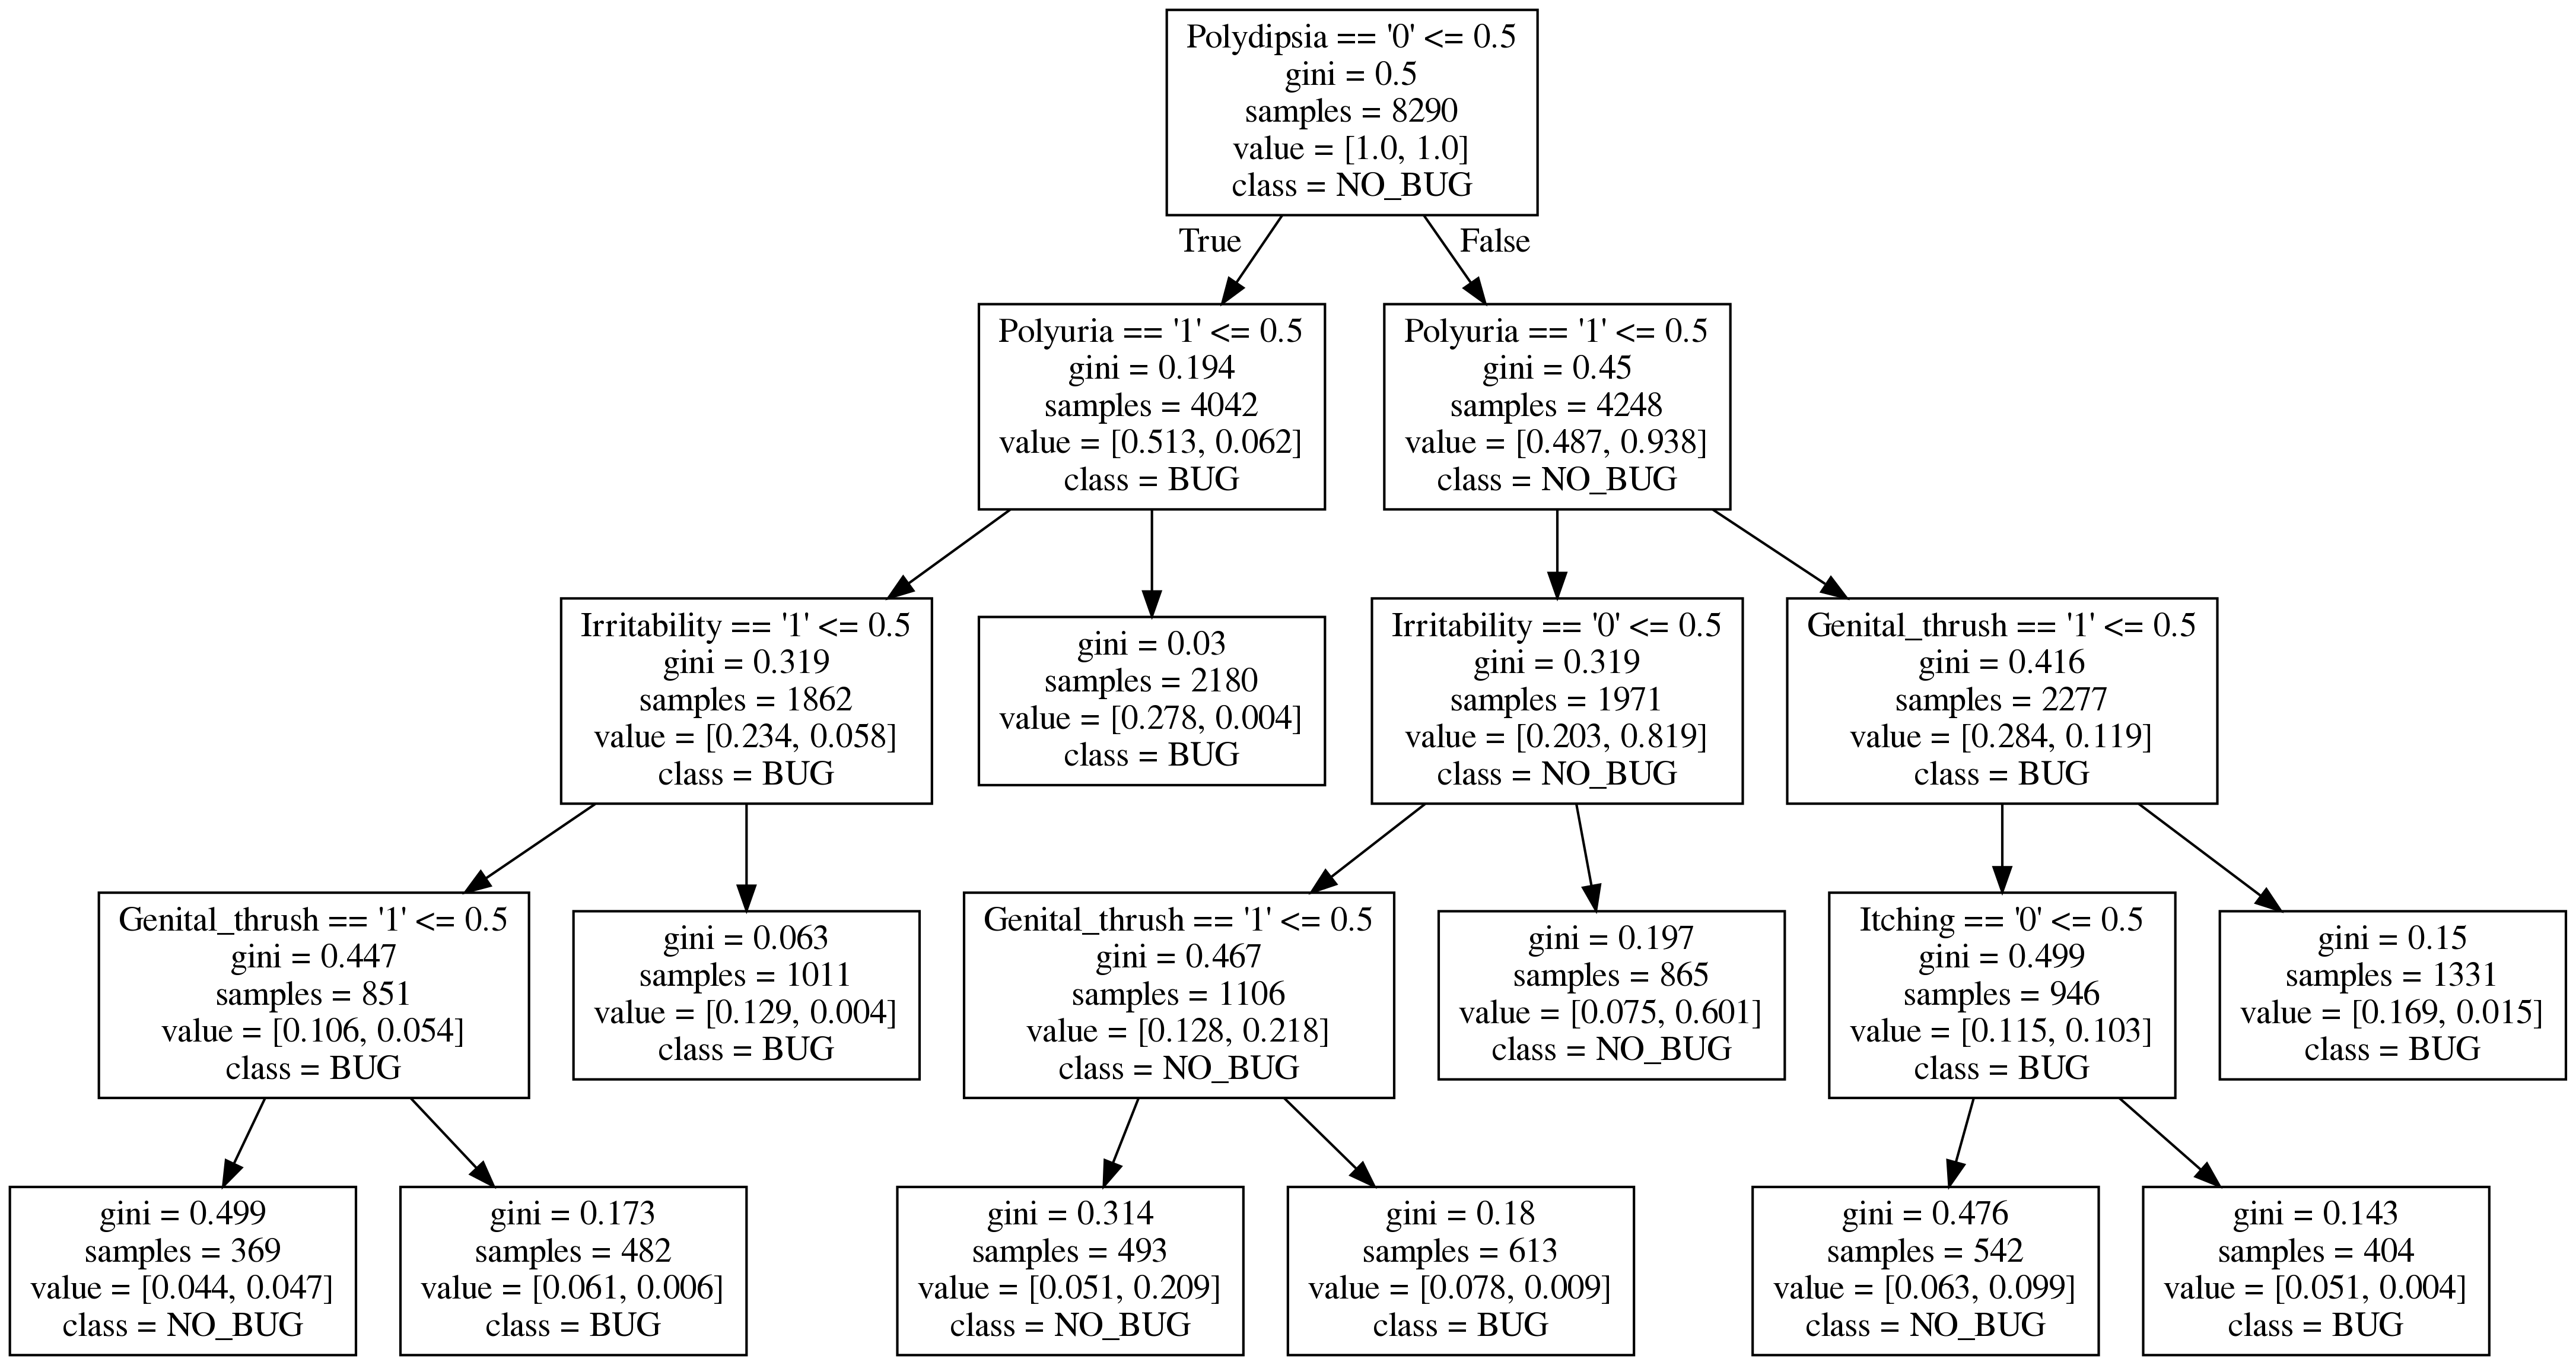 Polydipsia == '0' <= 0.5
gini = 0.5
samples = 8290
value = [1.0, 1.0]
class = NO_BUG
True
False
Polyuria == '1' <= 0.5
gini = 0.194
samples = 4042
value = [0.513, 0.062]
class = BUG
Polyuria == '1' <= 0.5
gini = 0.45
samples = 4248
value = [0.487, 0.938]
class = NO_BUG
Irritability == '1' <= 0.5
gini = 0.319
samples = 1862
value = [0.234, 0.058]
class = BUG
gini = 0.03
samples = 2180
value = [0.278, 0.004]
class = BUG
Irritability == '0' <= 0.5
gini = 0.319
samples = 1971
value = [0.203, 0.819]
class = NO_BUG
Genital_thrush == '1' <= 0.5
gini = 0.416
samples = 2277
value = [0.284, 0.119]
class = BUG
Genital_thrush == '1' <= 0.5
gini = 0.447
samples = 851
value = [0.106, 0.054]
class = BUG
gini = 0.063
samples = 1011
value = [0.129, 0.004]
class = BUG
Genital_thrush == '1' <= 0.5
gini = 0.467
samples = 1106
value = [0.128, 0.218]
class = NO_BUG
gini = 0.197
samples = 865
value = [0.075, 0.601]
class = NO_BUG
Itching == '0' <= 0.5
gini = 0.499
samples = 946
value = [0.115, 0.103]
class = BUG
gini = 0.15
samples = 1331
value = [0.169, 0.015]
class = BUG
gini = 0.499
samples = 369
value = [0.044, 0.047]
class = NO_BUG
gini = 0.173
samples = 482
value = [0.061, 0.006]
class = BUG
gini = 0.314
samples = 493
value = [0.051, 0.209]
class = NO_BUG
gini = 0.18
samples = 613
value = [0.078, 0.009]
class = BUG
gini = 0.476
samples = 542
value = [0.063, 0.099]
class = NO_BUG
gini = 0.143
samples = 404
value = [0.051, 0.004]
class = BUG